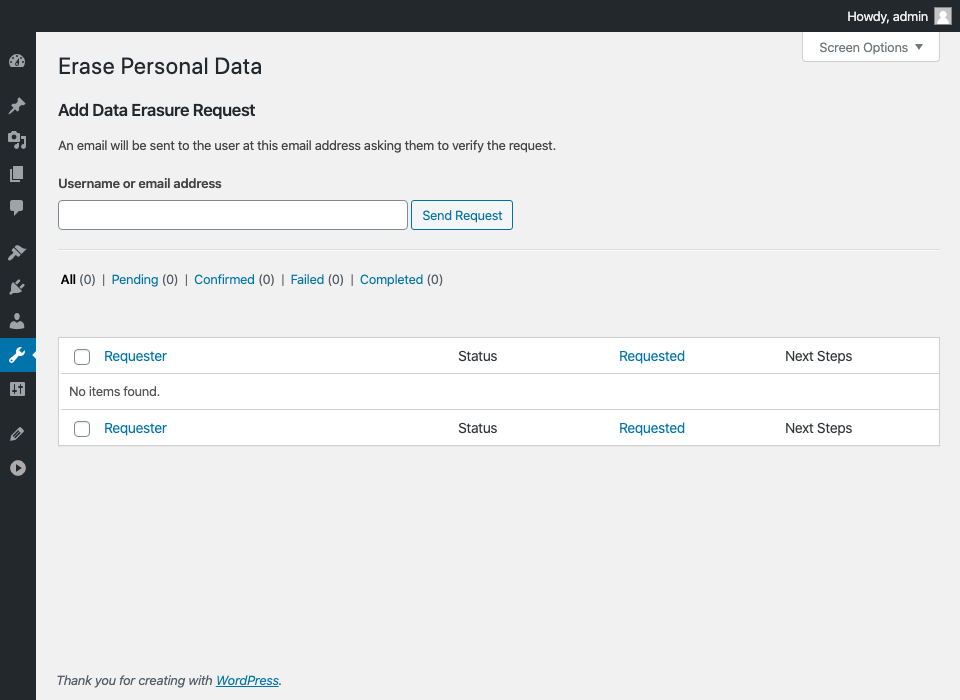 Howdy, admin
Screen Options
Erase Personal Data
Add Data Erasure Request
An email will be sent to the user at this email address asking them to verify the request.
Username or email address
Send Request
All (0) | Pending (0) | Confirmed (0) | Failed (0) | Completed (0)
Requester Status Requested Next Steps
No items found.
Requester Status Requested Next Steps
Thank you for creating with WordPress.